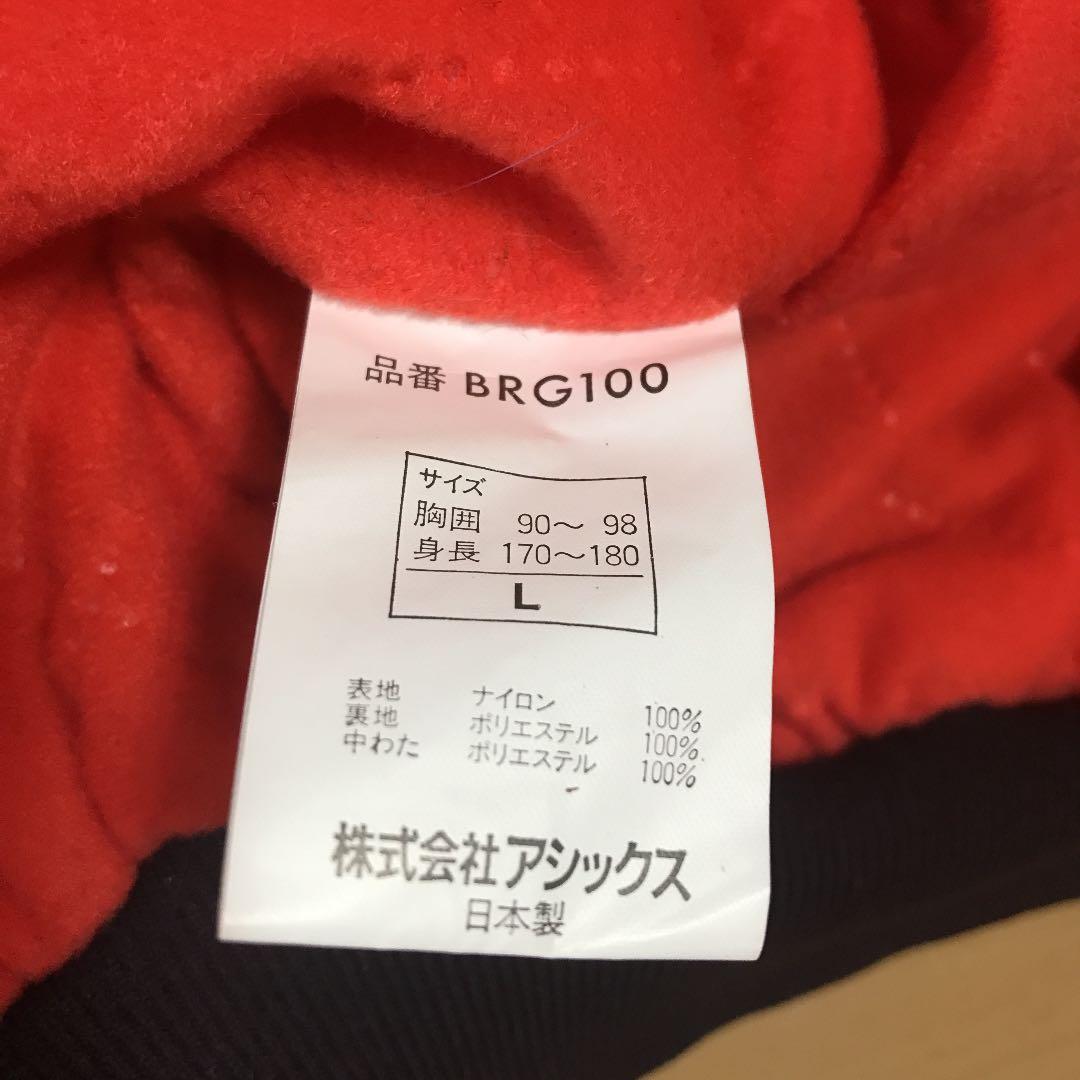 品番 BRG100
サイズ
胸囲 90～ 98
身長 170～180
L
表地 ナイロン 100%
裏地 ポリエステル 100%
中わた ポリエステル 100%
株式会社アシックス
日本製